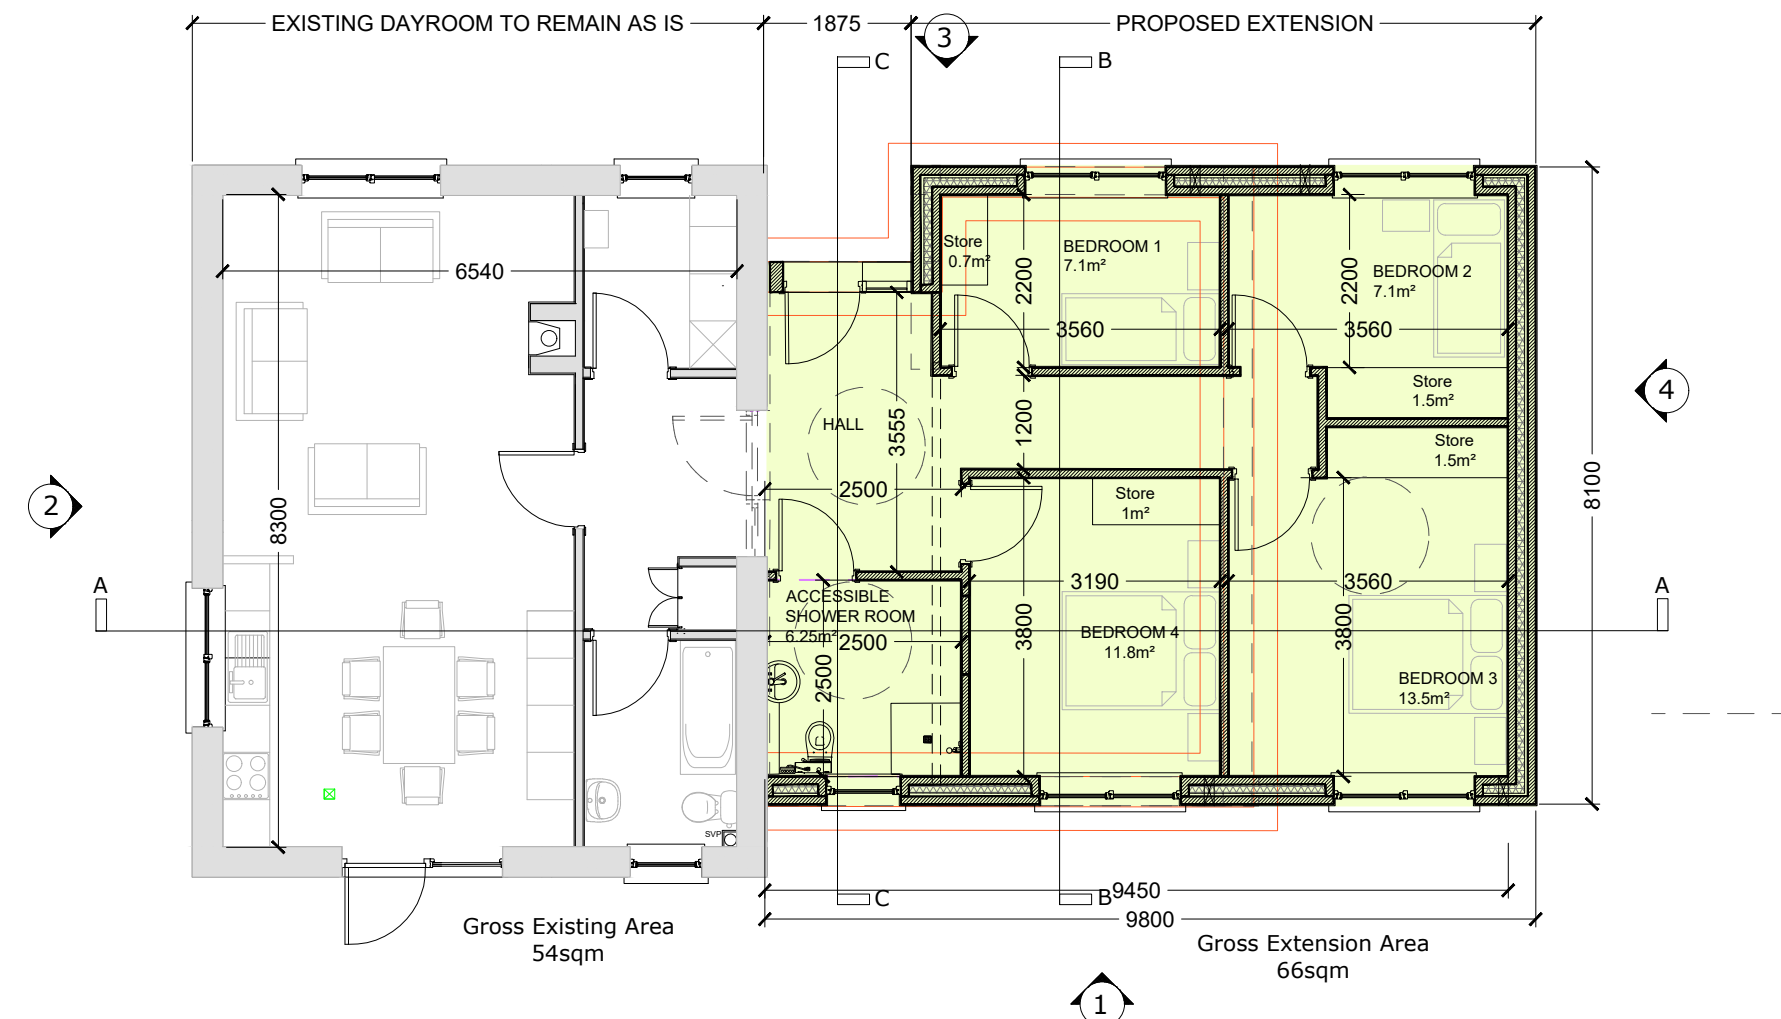 EXISTING DAYROOM TO REMAIN AS IS
1875
PROPOSED EXTENSION
3
C
B
Store
0.7m²
BEDROOM 1
7.1m²
BEDROOM 2
7.1m²
6540
2200
2200
3560
3560
Store
1.5m²
4
HALL
3555
1200
Store
1.5m²
2500
Store
1m²
8100
2
8300
A
A
3190
3560
ACCESSIBLE
SHOWER ROOM
6.25m²
2500
3800
BEDROOM 4
11.8m²
3800
2500
BEDROOM 3
13.5m²
SVP
C
B
9450
9800
Gross Existing Area
54sqm
Gross Extension Area
66sqm
1